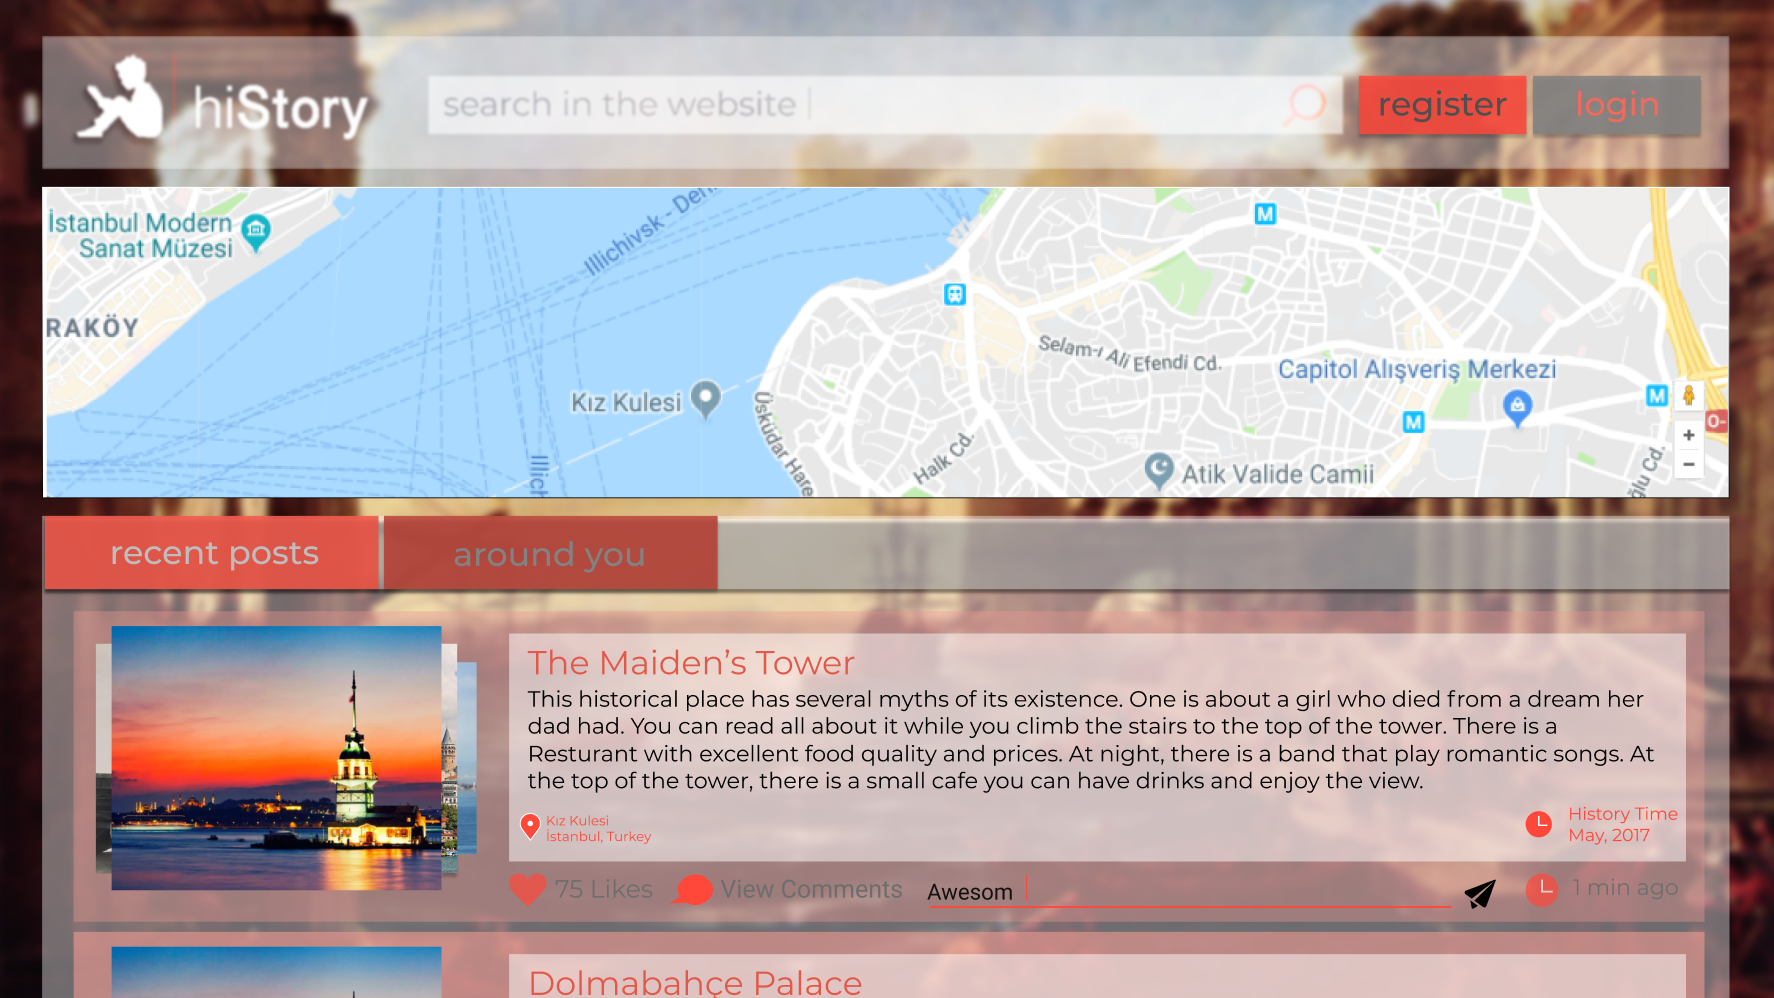 hiStory
search in the website
register
login
İstanbul Modern
Sanat Müzesi
Illichivsk - Den
RAKÖY
M
Selam-ı Ali Efendi Cd.
Capitol Alışveriş Merkezi
Kız Kulesi
Üsküdar Hare
M
M
O-
+
Halk Cd.
Illich
Atik Valide Camii
ğlu Cd.
−
recent posts
around you
The Maiden’s Tower
This historical place has several myths of its existence. One is about a girl who died from a dream her
dad had. You can read all about it while you climb the stairs to the top of the tower. There is a
Resturant with excellent food quality and prices. At night, there is a band that play romantic songs. At
the top of the tower, there is a small cafe you can have drinks and enjoy the view.
Kız Kulesi
İstanbul, Turkey
History Time
May, 2017
75 Likes
View Comments
Awesom
1 min ago
Dolmabahçe Palace